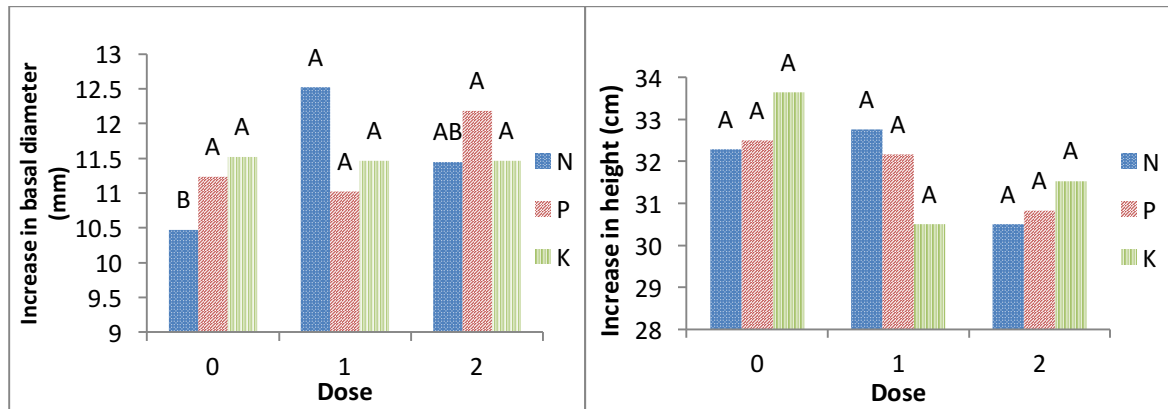 Increase in basal diameter
(mm)
13
12.5
12
11.5
11
10.5
10
9.5
9
B
A
A
A
A
A
AB
A
A
0
1
2
Dose
N
P
K
Increase in height (cm)
34
33
32
31
30
29
28
A
A
A
A
A
A
A
A
A
0
1
2
Dose
N
P
K